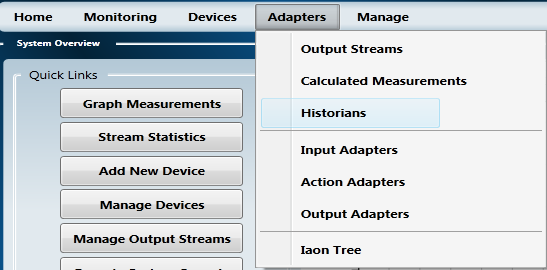 Home Monitoring Devices Adapters Manage
System Overview
Quick Links
Graph Measurements
Stream Statistics
Add New Device
Manage Devices
Manage Output Streams
Output Streams
Calculated Measurements
Historians
Input Adapters
Action Adapters
Output Adapters
Iaon Tree